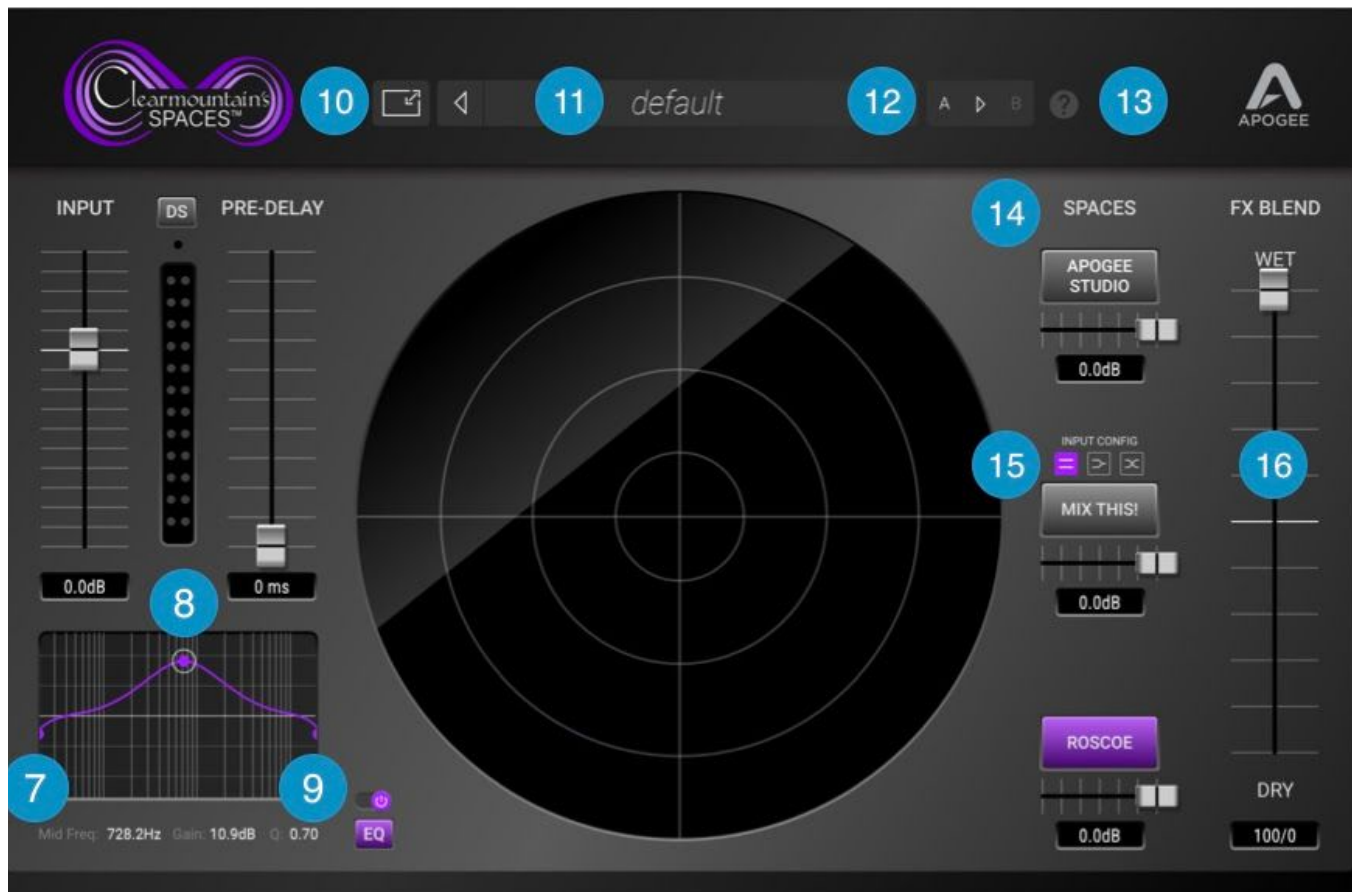 Clearmountain's
SPACES™
10
11
default
12
A
B
?
13
APOGEE
INPUT
DS
PRE-DELAY
14
SPACES
FX BLEND
APOGEE
STUDIO
WET
0.0dB
INPUT CONFIG
15
16
MIX THIS!
0.0dB
0 ms
8
0.0dB
ROSCOE
7
9
DRY
Mid Freq: 728.2Hz Gain: 10.9dB Q: 0.70
EQ
0.0dB
100/0